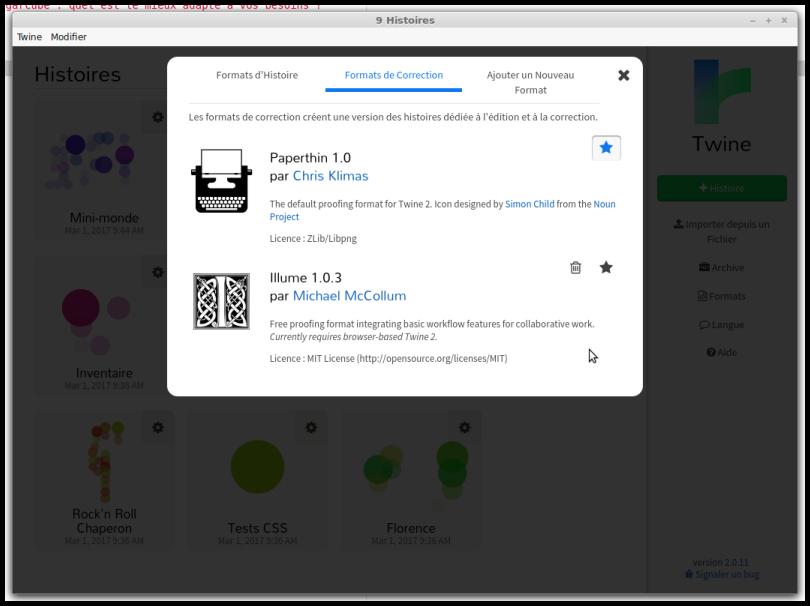 garcube : quel est le mieux adapté à vos besoins ?
9 Histoires
Twine Modifier
Histoires
Formats d'Histoire
Formats de Correction
Ajouter un Nouveau
Format
Les formats de correction créent une version des histoires dédiée à l'édition et à la correction.
Paperthin 1.0
par Chris Klimas
The default proofing format for Twine 2. Icon designed by Simon Child from the Noun
Project
Licence : ZLib/Libpng
Illume 1.0.3
par Michael McCollum
Free proofing format integrating basic workflow features for collaborative work.
Currently requires browser-based Twine 2.
Licence : MIT License (http://opensource.org/licenses/MIT)
Mini-monde
Mar 1, 2017 9:44 AM
Inventaire
Mar 1, 2017 9:36 AM
Rock'n Roll
Chaperon
Mar 1, 2017 9:36 AM
Tests CSS
Mar 1, 2017 9:36 AM
Florence
Mar 1, 2017 9:36 AM
Twine
+ Histoire
Importer depuis un
Fichier
Archive
Formats
Langue
Aide
version 2.0.11
Signaler un bug